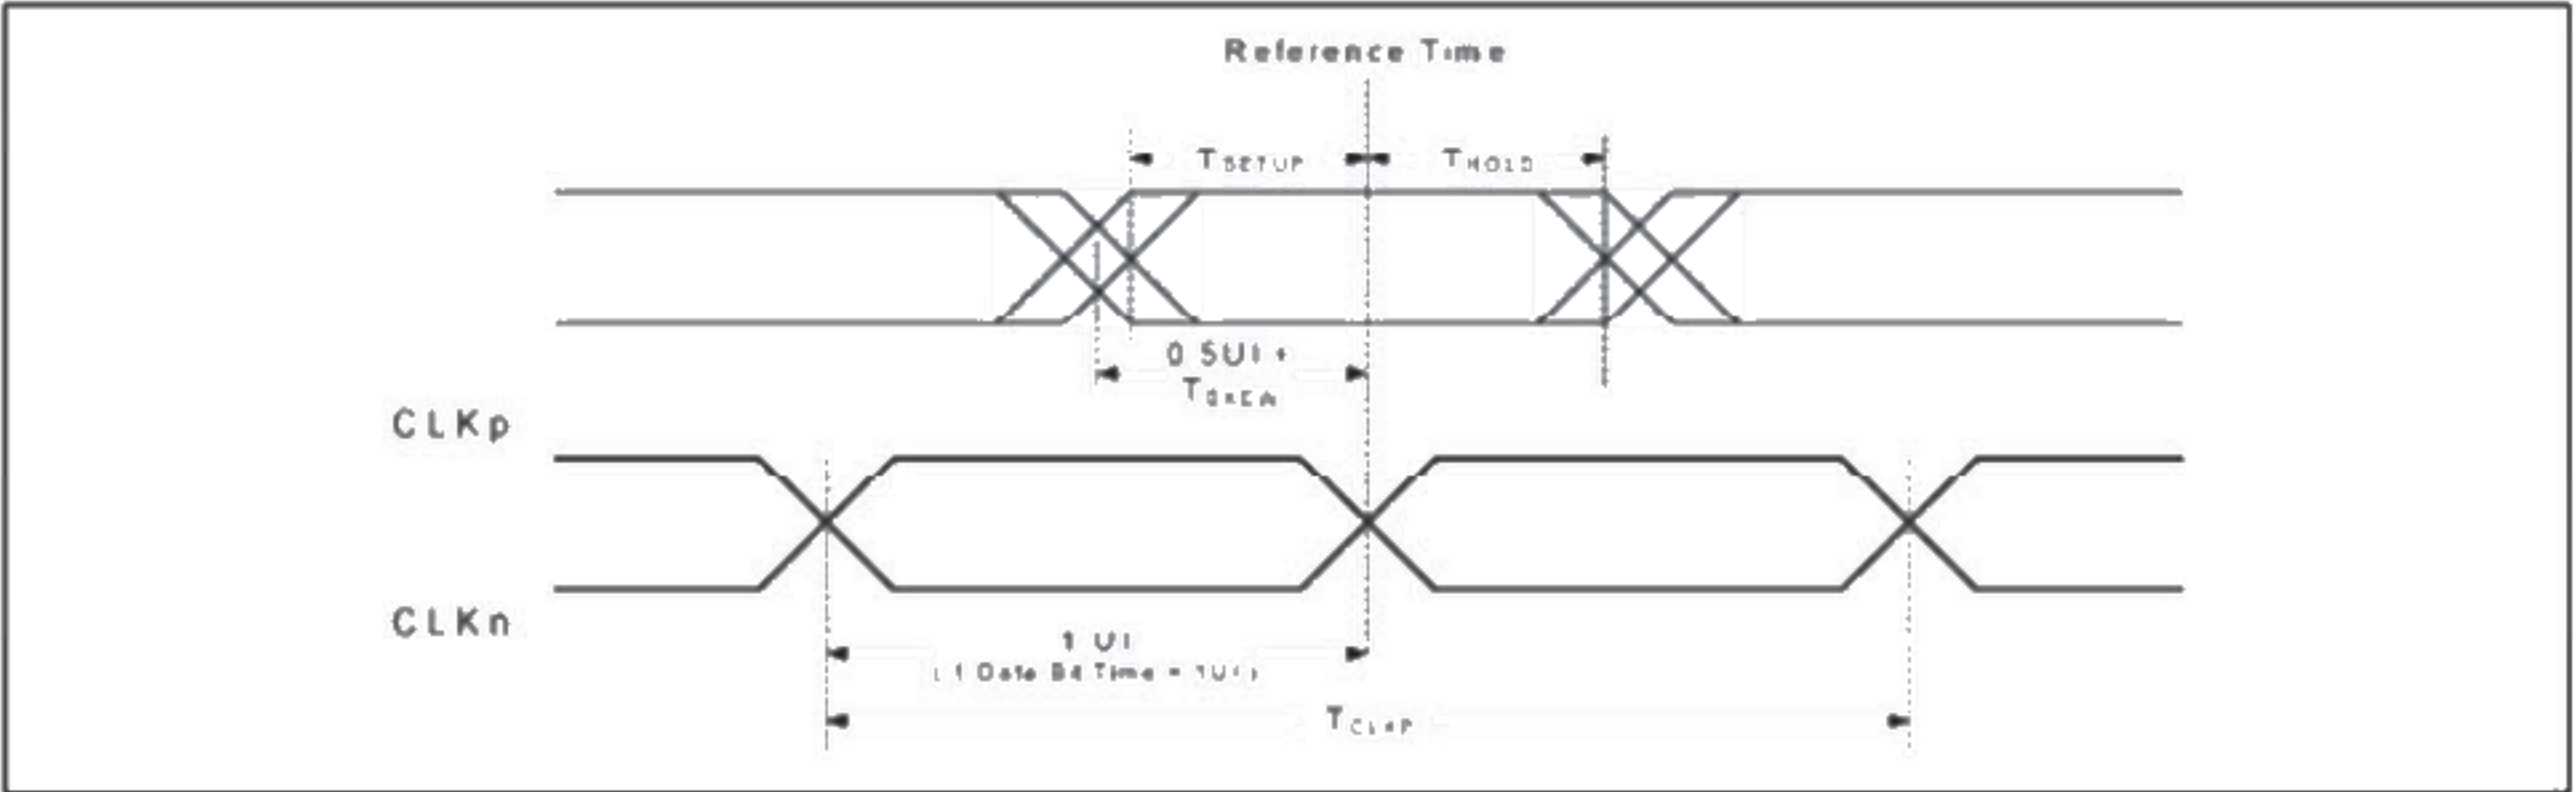 Reference Time
TSETUP THOLD
0.5UI +
TSKEW
CLKp
CLKn
1 UI
( 1 Data Bit Time = 1UI )
TCLKP